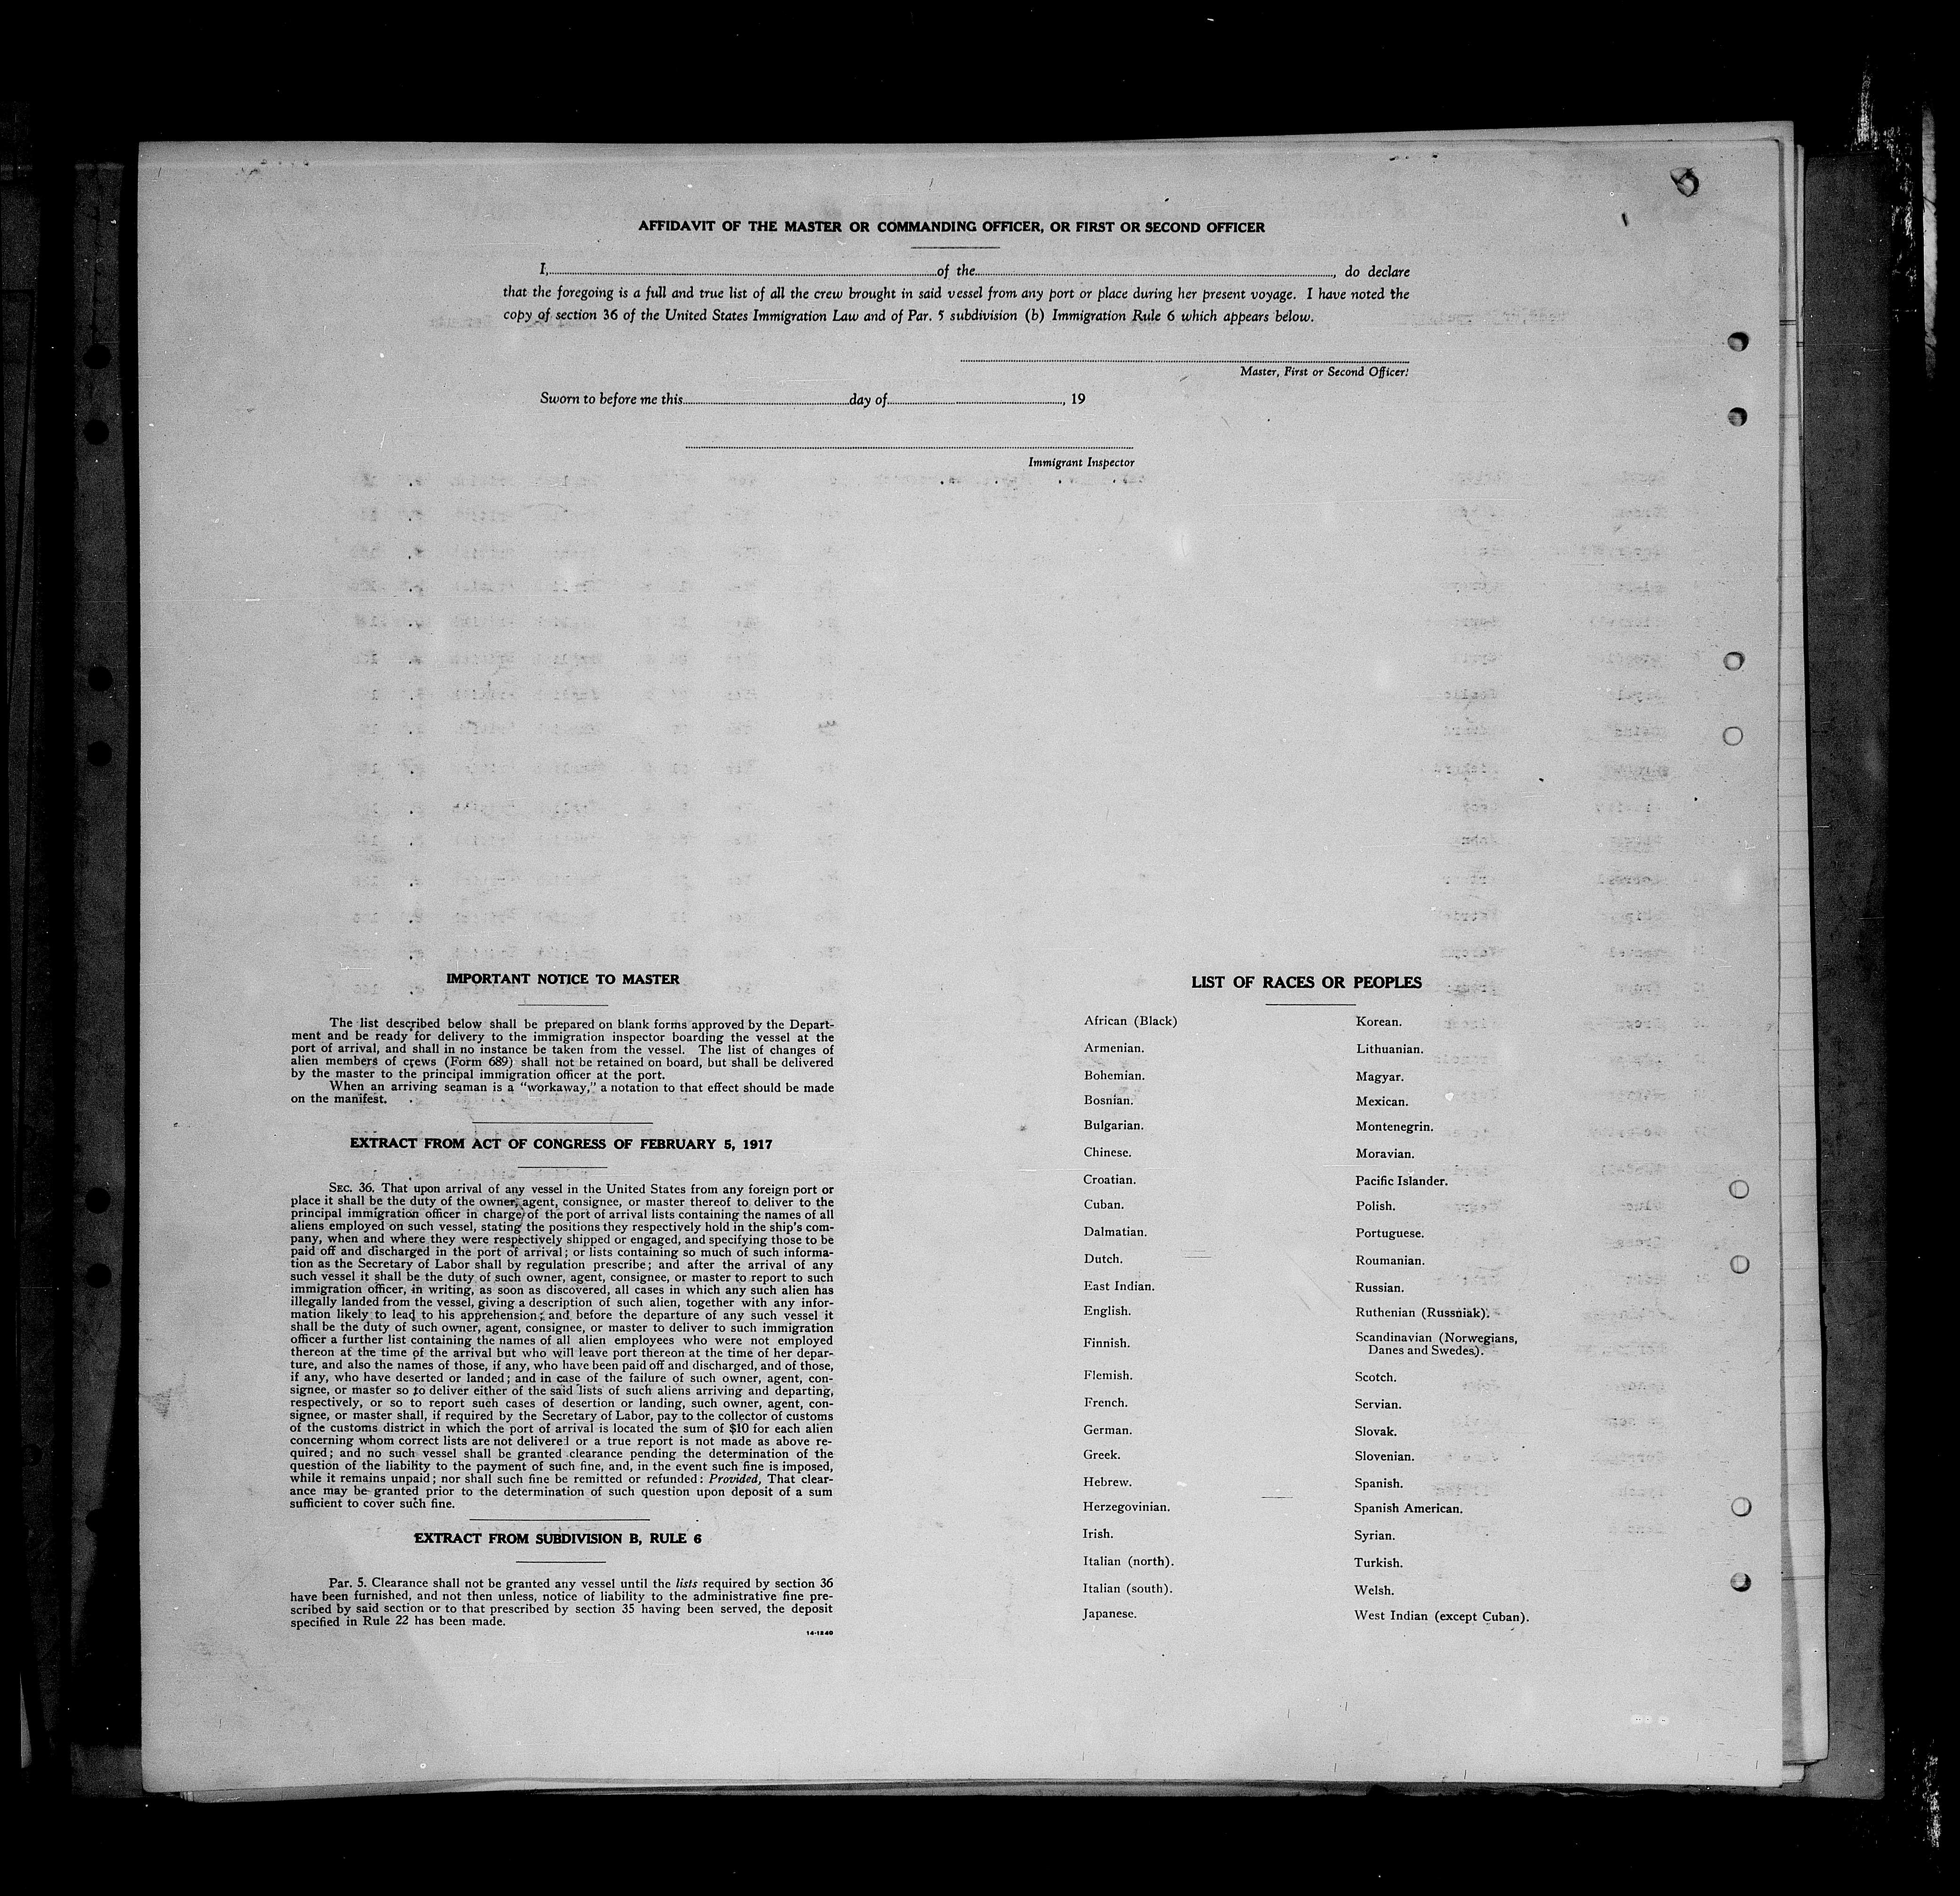 AFFIDAVIT OF THE MASTER OR COMMANDING OFFICER, OR FIRST OR SECOND OFFICER
I, of the , do declare
that the foregoing is a full and true list of all the crew brought in said vessel from any port or place during her present voyage. I have noted the
copy of section 36 of the United States Immigration Law and of Par. 5 subdivision (b) Immigration Rule 6 which appears below.
Master, First or Second Officer.
Sworn to before me this day of , 19
Immigrant Inspector
IMPORTANT NOTICE TO MASTER
The list described below shall be prepared on blank forms approved by the Depart-
ment and be ready for delivery to the immigration inspector boarding the vessel at the
port of arrival, and shall in no instance be taken from the vessel. The list of changes of
alien members of crews (Form 689) shall not be retained on board, but shall be delivered
by the master to the principal immigration officer at the port.
When an arriving seaman is a "workaway," a notation to that effect should be made
on the manifest.
EXTRACT FROM ACT OF CONGRESS OF FEBRUARY 5, 1917
SEC. 36. That upon arrival of any vessel in the United States from any foreign port or
place it shall be the duty of the owner, agent, consignee, or master thereof to deliver to the
principal immigration officer in charge of the port of arrival lists containing the names of all
aliens employed on such vessel, stating the positions they respectively hold in the ship's com-
pany, when and where they were respectively shipped or engaged, and specifying those to be
paid off and discharged in the port of arrival; or lists containing so much of such informa-
tion as the Secretary of Labor shall by regulation prescribe; and after the arrival of any
such vessel it shall be the duty of such owner, agent, consignee, or master to report to such
immigration officer, in writing, as soon as discovered, all cases in which any such alien has
illegally landed from the vessel, giving a description of such alien, together with any infor-
mation likely to lead to his apprehension; and before the departure of any such vessel it
shall be the duty of such owner, agent, consignee, or master to deliver to such immigration
officer a further list containing the names of all alien employees who were not employed
thereon at the time of the arrival but who will leave port thereon at the time of her depar-
ture, and also the names of those, if any, who have been paid off and discharged, and of those,
if any, who have deserted or landed; and in case of the failure of such owner, agent, con-
signee, or master so to deliver either of the said lists of such aliens arriving and departing,
respectively, or so to report such cases of desertion or landing, such owner, agent, con-
signee, or master shall, if required by the Secretary of Labor, pay to the collector of customs
of the customs district in which the port of arrival is located the sum of $10 for each alien
concerning whom correct lists are not delivered or a true report is not made as above re-
quired; and no such vessel shall be granted clearance pending the determination of the
question of the liability to the payment of such fine, and, in the event such fine is imposed,
while it remains unpaid; nor shall such fine be remitted or refunded: Provided, That clear-
ance may be granted prior to the determination of such question upon deposit of a sum
sufficient to cover such fine.
EXTRACT FROM SUBDIVISION B, RULE 6
Par. 5. Clearance shall not be granted any vessel until the lists required by section 36
have been furnished, and not then unless, notice of liability to the administrative fine pre-
scribed by said section or to that prescribed by section 35 having been served, the deposit
specified in Rule 22 has been made.
14-1240
LIST OF RACES OR PEOPLES
African (Black)
Armenian.
Bohemian.
Bosnian.
Bulgarian.
Chinese.
Croatian.
Cuban.
Dalmatian.
Dutch.
East Indian.
English.
Finnish.
Flemish.
French.
German.
Greek.
Hebrew.
Herzegovinian.
Irish.
Italian (north).
Italian (south).
Japanese.
Korean.
Lithuanian.
Magyar.
Mexican.
Montenegrin.
Moravian.
Pacific Islander.
Polish.
Portuguese.
Roumanian.
Russian.
Ruthenian (Russniak).
Scandinavian (Norwegians,
Danes and Swedes).
Scotch.
Servian.
Slovak.
Slovenian.
Spanish.
Spanish American.
Syrian.
Turkish.
Welsh.
West Indian (except Cuban).